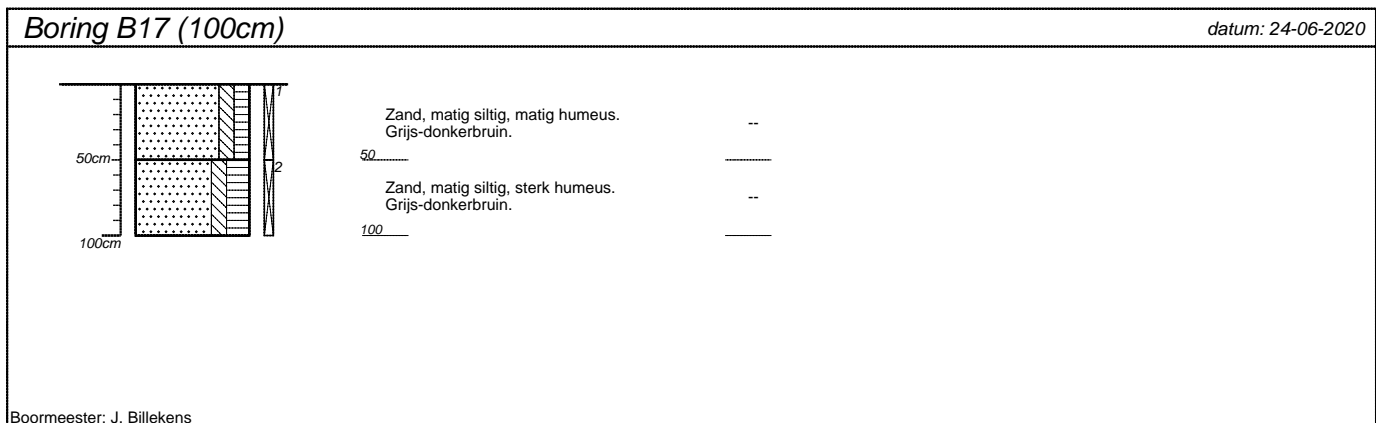 Boring B17 (100cm)
datum: 24-06-2020
1
Zand, matig siltig, matig humeus.
Grijs-donkerbruin.
--
50cm
50
2
Zand, matig siltig, sterk humeus.
Grijs-donkerbruin.
--
100cm
100
Boormeester: J. Billekens